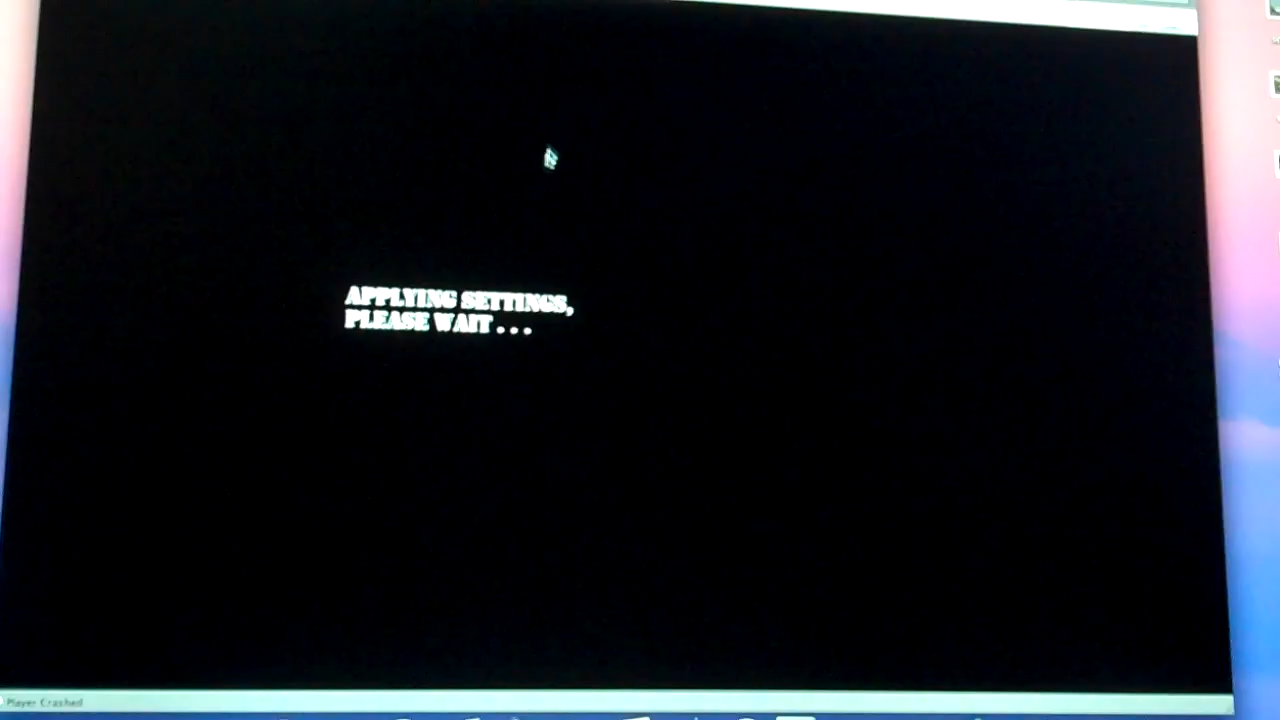 APPLYING SETTINGS,
PLEASE WAIT . . .
Player Crashed